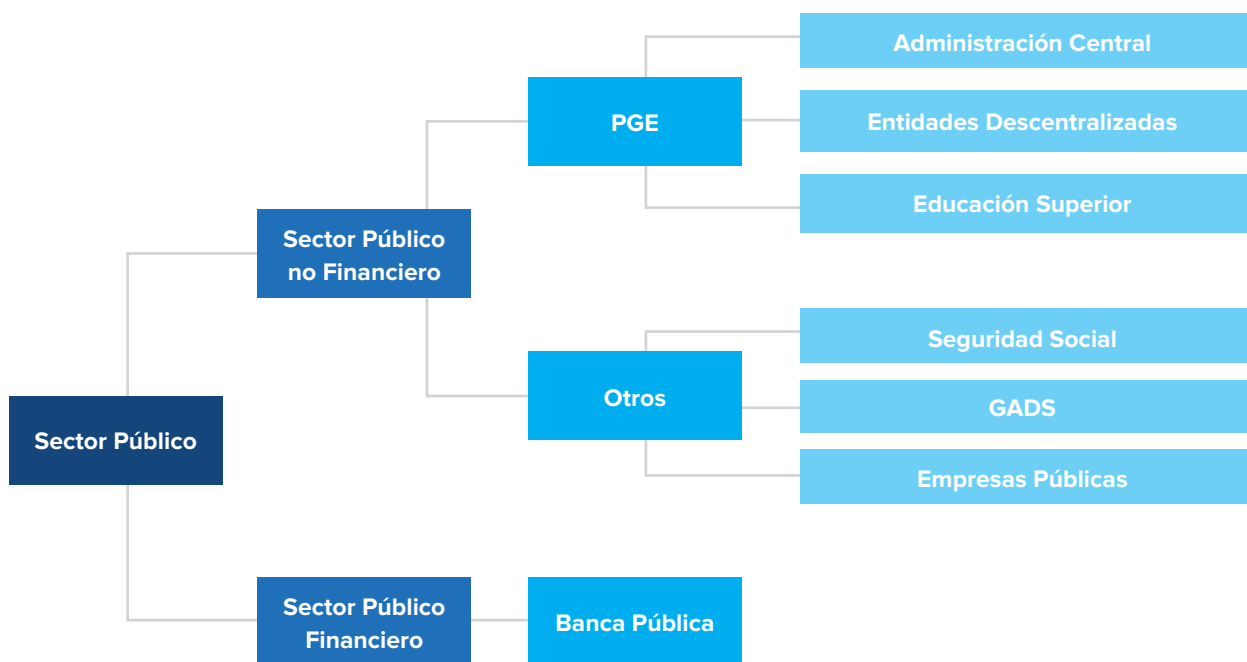 Sector Público
Sector Público
no Financiero
PGE
Administración Central
Entidades Descentralizadas
Educación Superior
Otros
Seguridad Social
GADS
Empresas Públicas
Sector Público
Financiero
Banca Pública